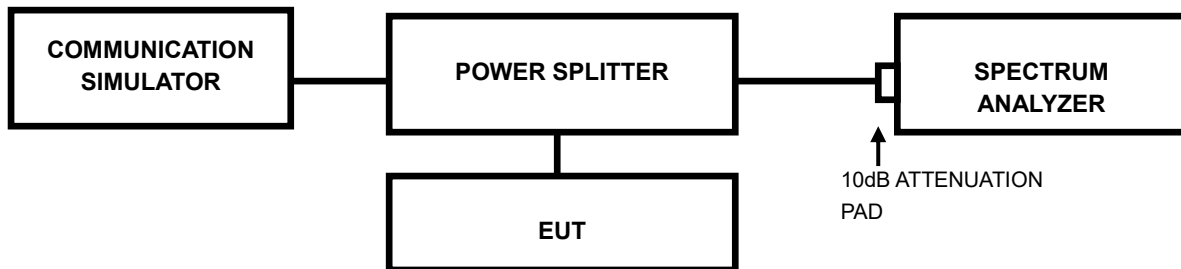 COMMUNICATION
SIMULATOR
POWER SPLITTER
SPECTRUM
ANALYZER
10dB ATTENUATION
PAD
EUT